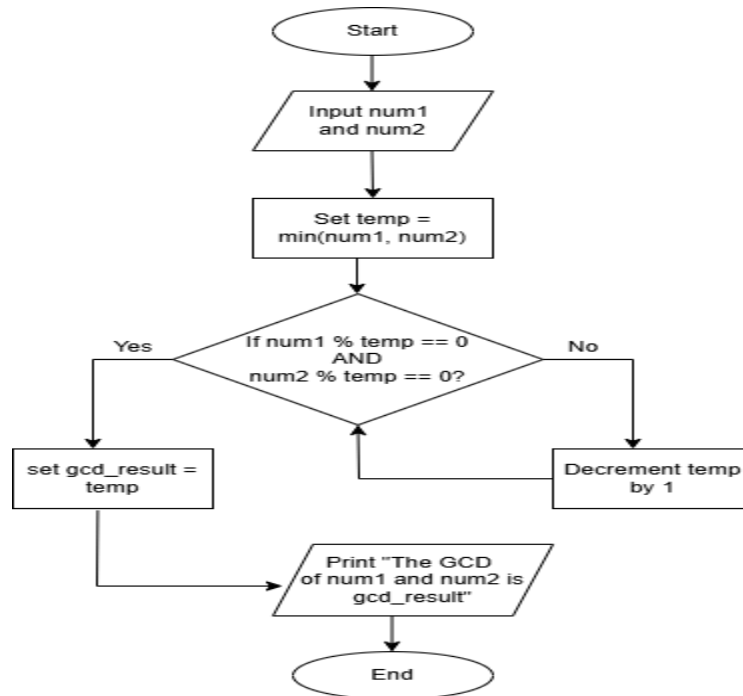 Start
Input num1
and num2
Set temp =
min(num1, num2)
If num1 % temp == 0
AND
num2 % temp == 0?
Yes
No
set gcd_result =
temp
Decrement temp
by 1
Print "The GCD
of num1 and num2 is
gcd_result"
End